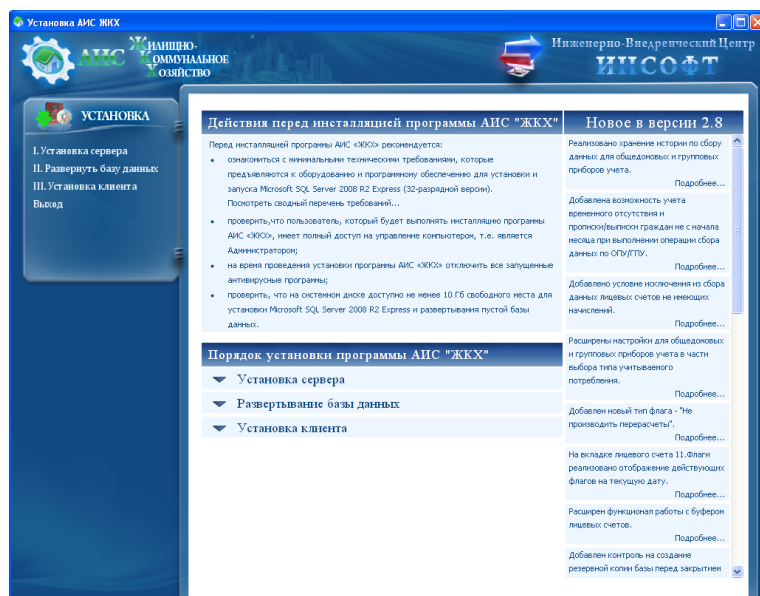 Установка АИС ЖКХ
АИС Жилищно-
Коммунальное
Хозяйство
Инженерно-Внедренческий Центр
ИНСОФТ
УСТАНОВКА
I. Установка сервера
II. Развернуть базу данных
III. Установка клиента
Выход
Действия перед инсталляцией программы АИС "ЖКХ"
Перед инсталляцией программы АИС «ЖКХ» рекомендуется:
• ознакомиться с минимальными техническими требованиями, которые
предъявляются к оборудованию и программному обеспечению для установки и
запуска Microsoft SQL Server 2008 R2 Express (32-разрядной версии).
Посмотреть сводный перечень требований...
• проверить,что пользователь, который будет выполнять инсталляцию программы
АИС «ЖКХ», имеет полный доступ на управление компьютером, т.е. является
Администратором;
• на время проведения установки программы АИС «ЖКХ» отключить все запущенные
антивирусные программы;
• проверить, что на системном диске доступно не менее 10 Гб свободного места для
установки Microsoft SQL Server 2008 R2 Express и развертывания пустой базы
данных.
Порядок установки программы АИС "ЖКХ"
Установка сервера
Развертывание базы данных
Установка клиента
Новое в версии 2.8
Реализовано хранение истории по сбору
данных для общедомовых и групповых
приборов учета.
Подробнее...
Добавлена возможность учета
временного отсутствия и
прописки/выписки граждан не с начала
месяца при выполнении операции сбора
данных по ОПУ/ГПУ.
Подробнее...
Добавлено условие исключения из сбора
данных лицевых счетов не имеющих
начислений.
Подробнее...
Расширены настройки для общедомовых
и групповых приборов учета в части
выбора типа учитываемого
потребления.
Подробнее...
Добавлен новый тип флага - "Не
производить перерасчеты".
Подробнее...
На вкладке лицевого счета 11.Флаги
реализовано отображение действующих
флагов на текущую дату.
Подробнее...
Расширен функционал работы с буфером
лицевых счетов.
Подробнее...
Добавлен контроль на создание
резервной копии базы перед закрытием